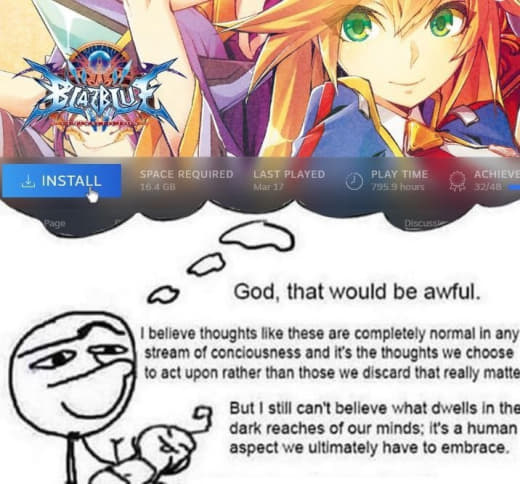 BLAZBLUE
INSTALL
SPACE REQUIRED
16.4 GB
LAST PLAYED
Mar 17
PLAY TIME
795.9 hours
ACHIEVE
32/48
Page
Discussio
God, that would be awful.
I believe thoughts like these are completely normal in any
stream of conciousness and it's the thoughts we choose
to act upon rather than those we discard that really matte
But I still can't believe what dwells in the
dark reaches of our minds; it's a human
aspect we ultimately have to embrace.